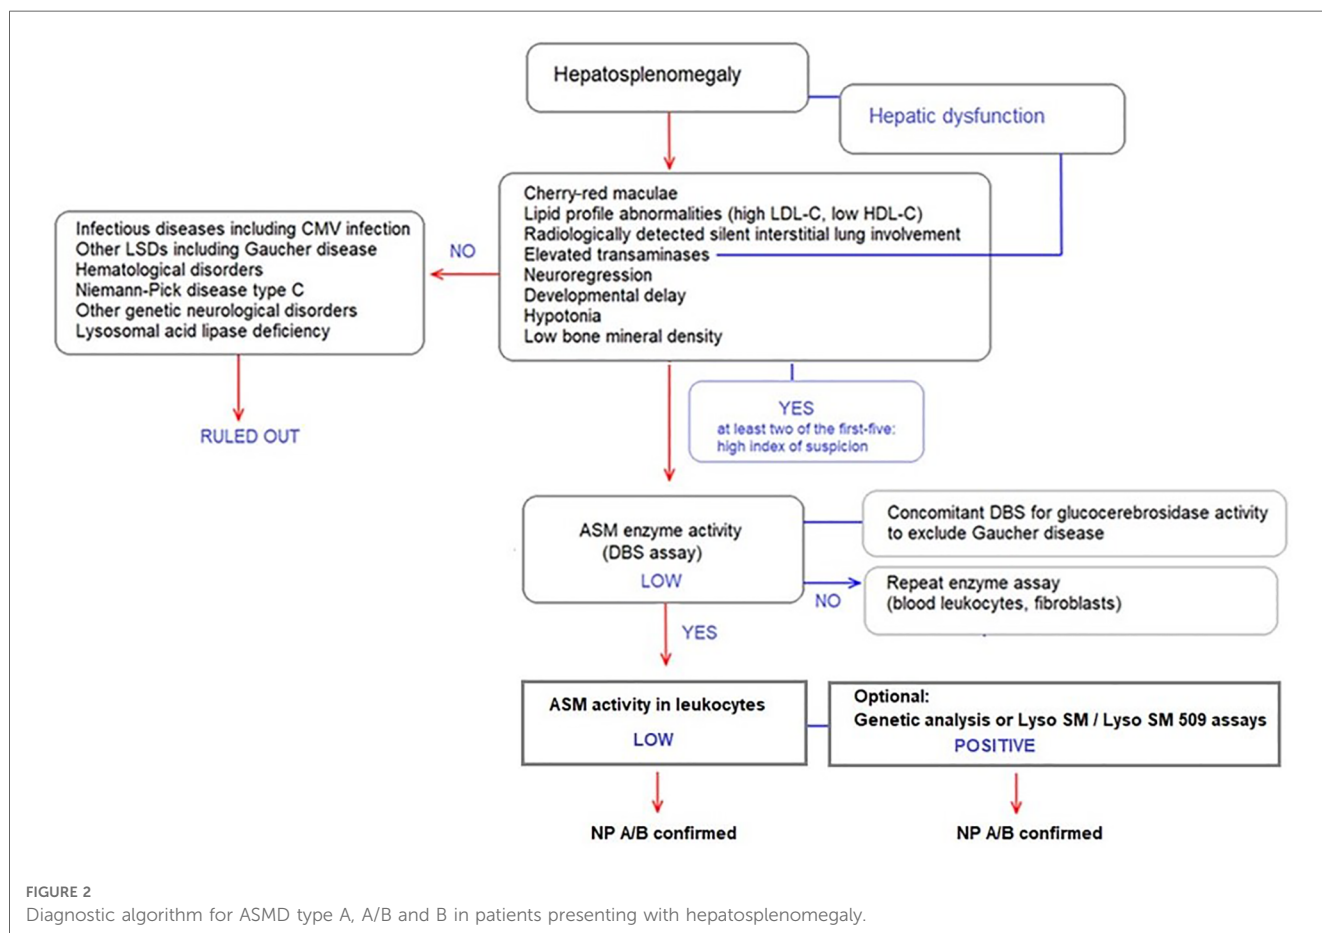 Hepatosplenomegaly
Hepatic dysfunction
Cherry-red maculae
Lipid profile abnormalities (high LDL-C, low HDL-C)
Radiologically detected silent interstitial lung involvement
Elevated transaminases
Neuroregression
Developmental delay
Hypotonia
Low bone mineral density
NO
Infectious diseases including CMV infection
Other LSDs including Gaucher disease
Hematological disorders
Niemann-Pick disease type C
Other genetic neurological disorders
Lysosomal acid lipase deficiency
RULED OUT
YES
at least two of the first-five:
high index of suspicion
ASM enzyme activity
(DBS assay)
LOW
Concomitant DBS for glucocerebrosidase activity
to exclude Gaucher disease
NO
Repeat enzyme assay
(blood leukocytes, fibroblasts)
YES
ASM activity in leukocytes
LOW
Optional:
Genetic analysis or Lyso SM / Lyso SM 509 assays
POSITIVE
NP A/B confirmed
NP A/B confirmed
FIGURE 2
Diagnostic algorithm for ASMD type A, A/B and B in patients presenting with hepatosplenomegaly.